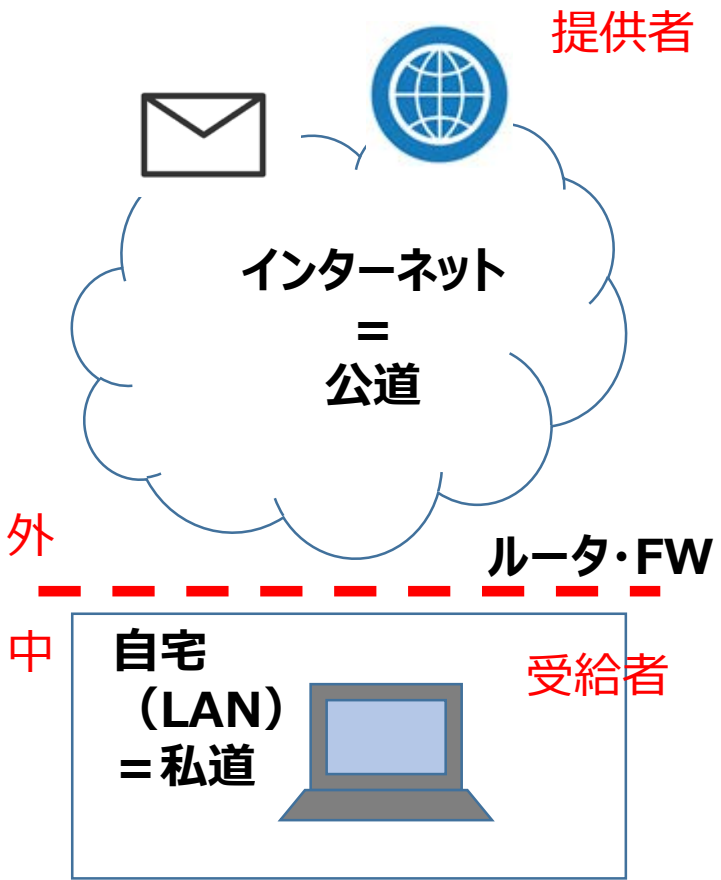 提供者
インターネット
=
公道
外
ルータ・FW
中
自宅
（LAN）
＝私道
受給者